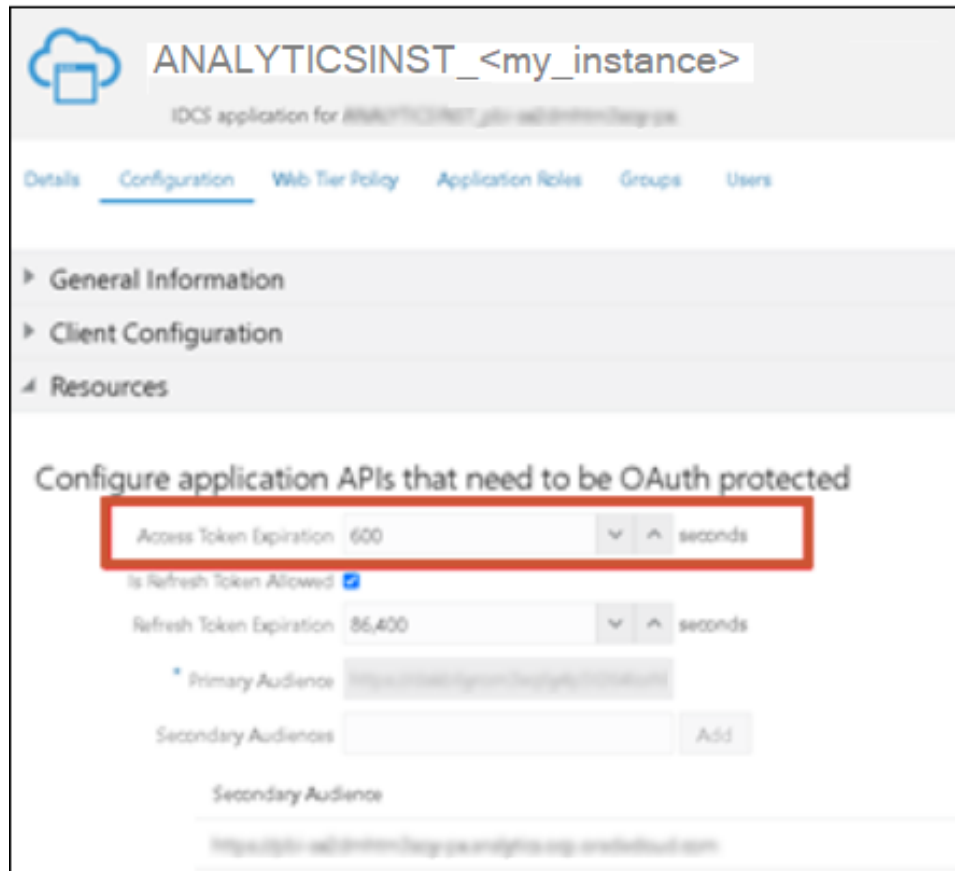 ANALYTICSINST_<my_instance>
IDCS application for
Details Configuration Web Tier Policy Application Roles Groups Users
General Information
Client Configuration
Resources
Configure application APIs that need to be OAuth protected
Access Token Expiration 600 seconds
Is Refresh Token Allowed
Refresh Token Expiration 86,400 seconds
* Primary Audience
Secondary Audiences Add
Secondary Audience